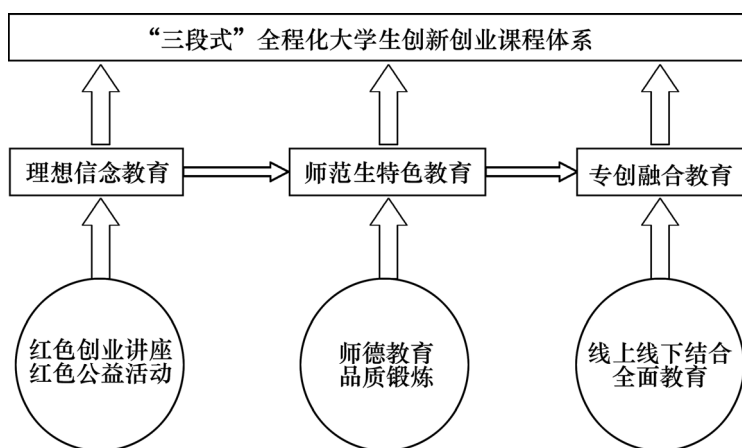 “三段式”全程化大学生创新创业课程体系
理想信念教育
师范生特色教育
专创融合教育
红色创业讲座
红色公益活动
师德教育
品质锻炼
线上线下结合
全面教育